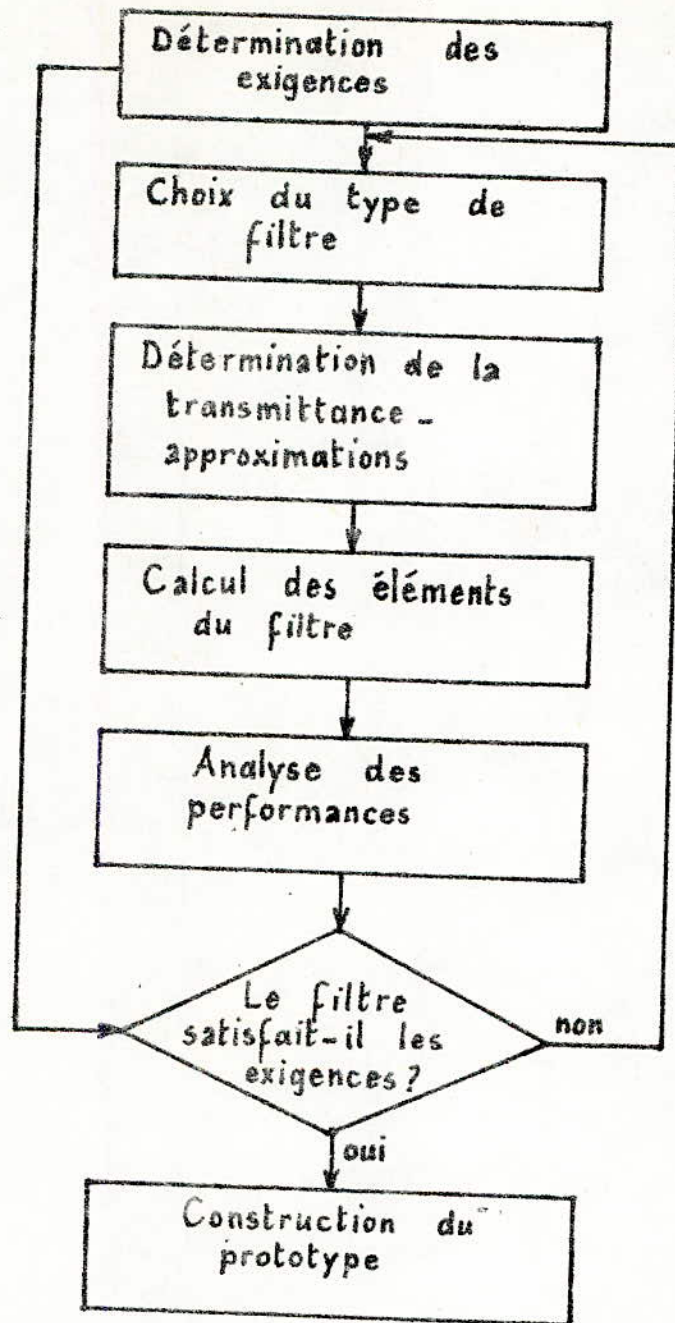 Détermination des
exigences
Choix du type de
filtre
Détermination de la
transmittance -
approximations
Calcul des éléments
du filtre
Analyse des
performances
Le filtre
satisfait-il les
exigences?
non
oui
Construction du
prototype